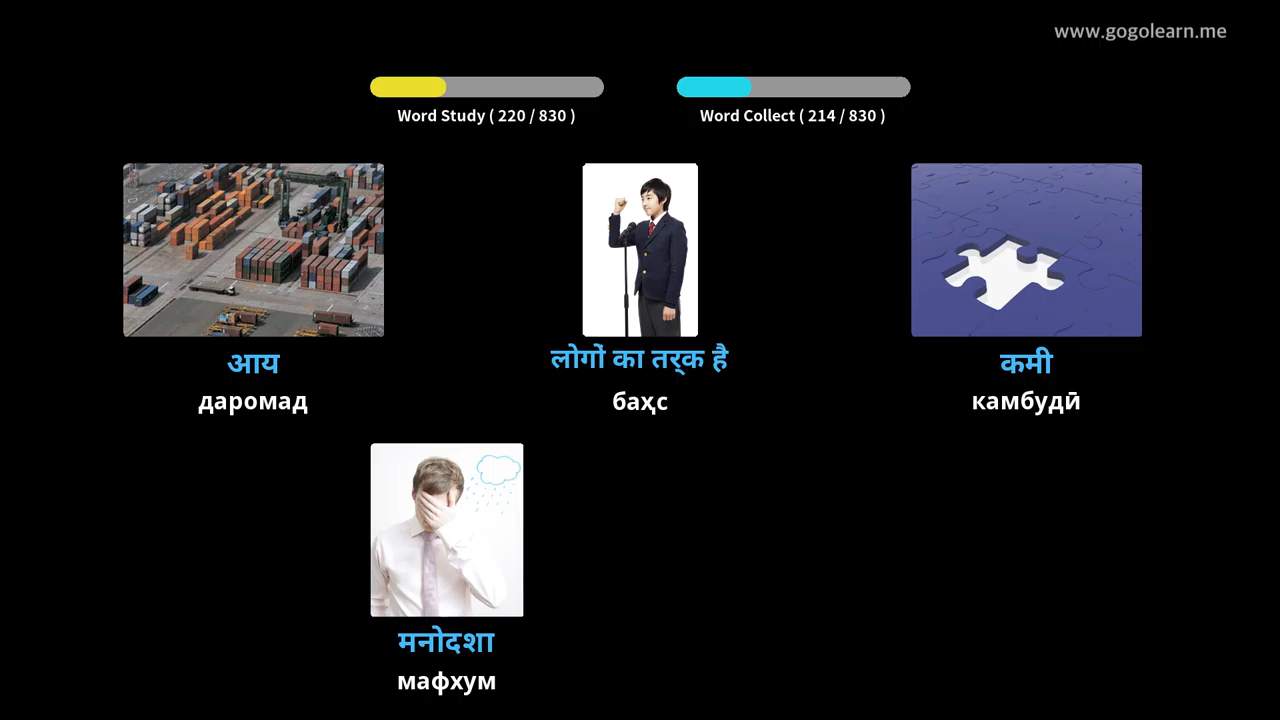 www.gogolearn.me
Word Study ( 220 / 830 )
Word Collect ( 214 / 830 )
आय
даромад
लोगों का तर्क है
баҳс
कमी
камбудӣ
मनोदशा
мафхум